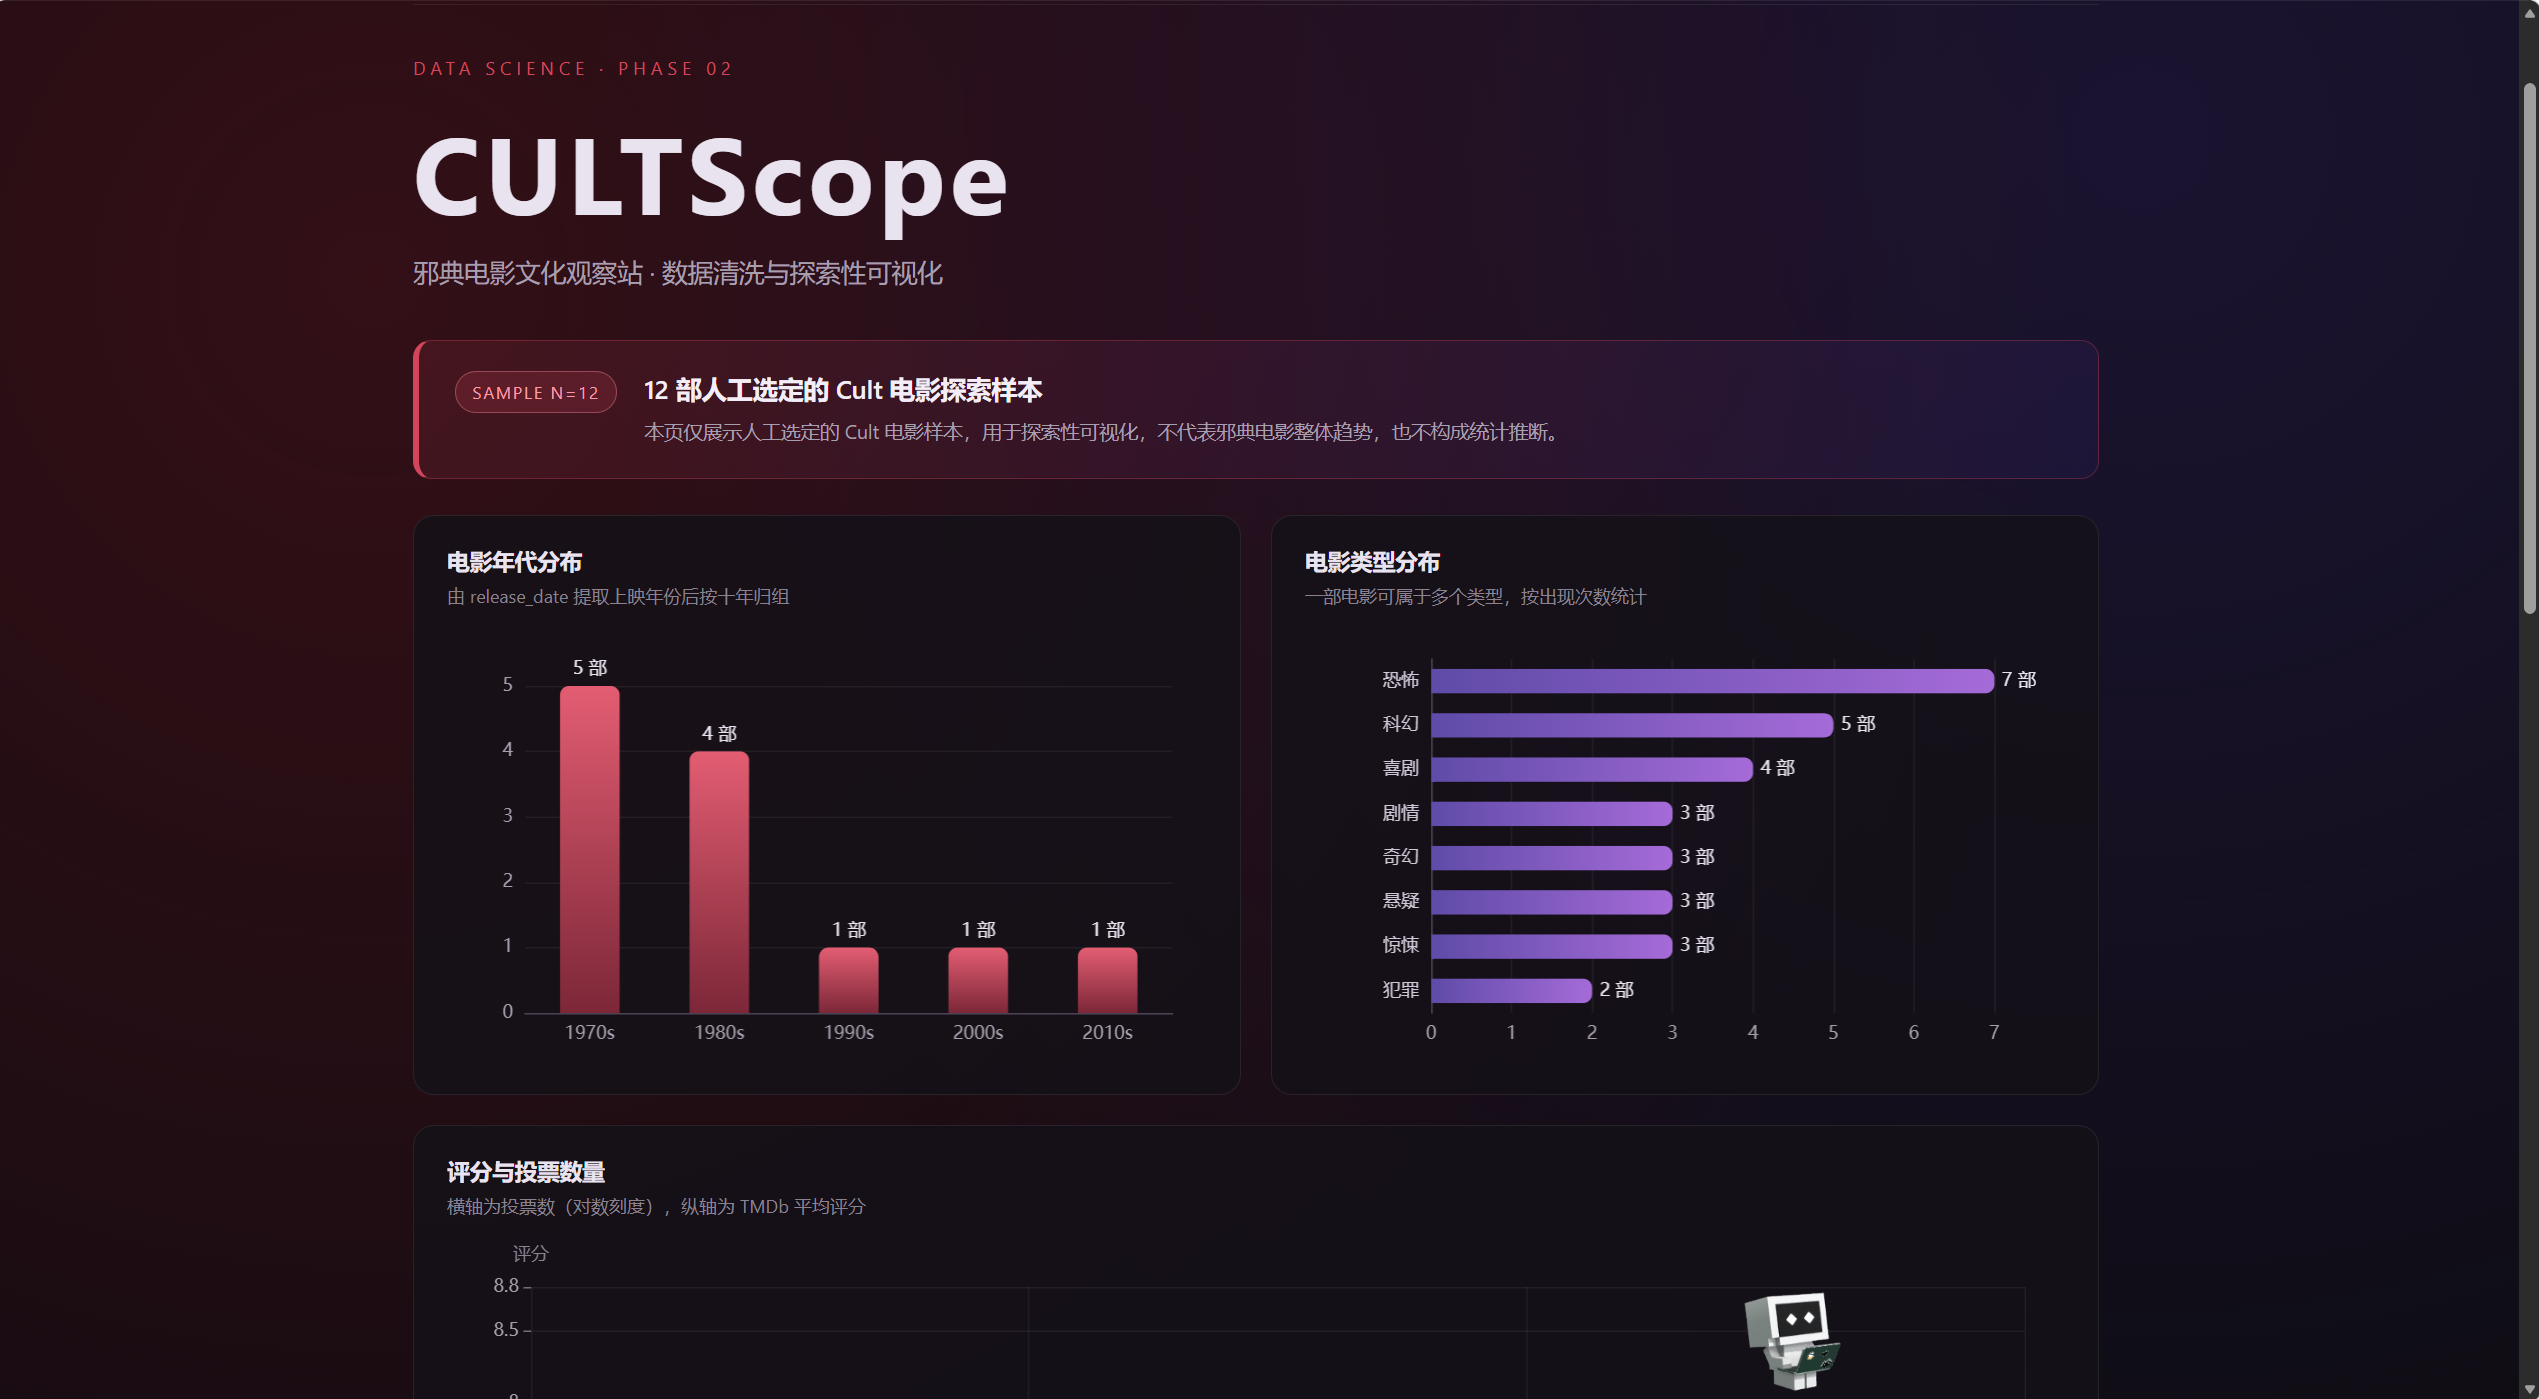 DATA SCIENCE · PHASE 02
CULTScope
邪典电影文化观察站 · 数据清洗与探索性可视化
SAMPLE N=12
12 部人工选定的 Cult 电影探索样本
本页仅展示人工选定的 Cult 电影样本，用于探索性可视化，不代表邪典电影整体趋势，也不构成统计推断。
电影年代分布
由 release_date 提取上映年份后按十年归组
5 部
5
4 部
4
3
2
1 部
1 部
1 部
1
0
1970s
1980s
1990s
2000s
2010s
电影类型分布
一部电影可属于多个类型，按出现次数统计
恐怖 7 部
科幻 5 部
喜剧 4 部
剧情 3 部
奇幻 3 部
悬疑 3 部
惊悚 3 部
犯罪 2 部
0 1 2 3 4 5 6 7
评分与投票数量
横轴为投票数（对数刻度），纵轴为 TMDb 平均评分
评分
8.8
8.5